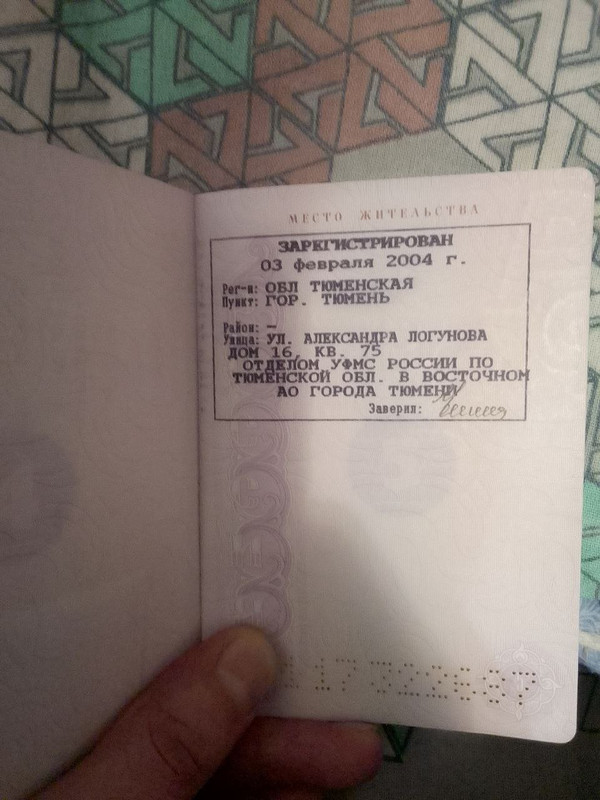 МЕСТО ЖИТЕЛЬСТВА
ЗАРЕГИСТРИРОВАН
03 февраля 2004 г.
Рег-н: ОБЛ ТЮМЕНСКАЯ
Пункт: ГОР. ТЮМЕНЬ
Район: —
Улица: УЛ. АЛЕКСАНДРА ЛОГУНОВА
ДОМ 16, КВ. 75
ОТДЕЛОМ УФМС РОССИИ ПО
ТЮМЕНСКОЙ ОБЛ. В ВОСТОЧНОМ
АО ГОРОДА ТЮМЕНИ
Заверил: